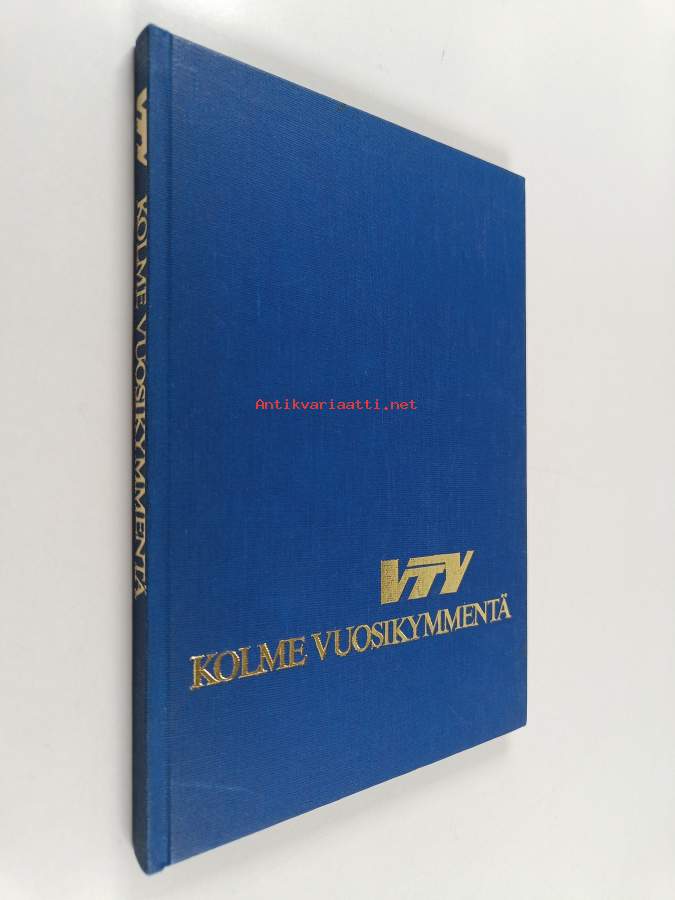 VTV KOLME VUOSIKYMMENTÄ
Antikvariaatti.net
VTV
KOLME VUOSIKYMMENTÄ